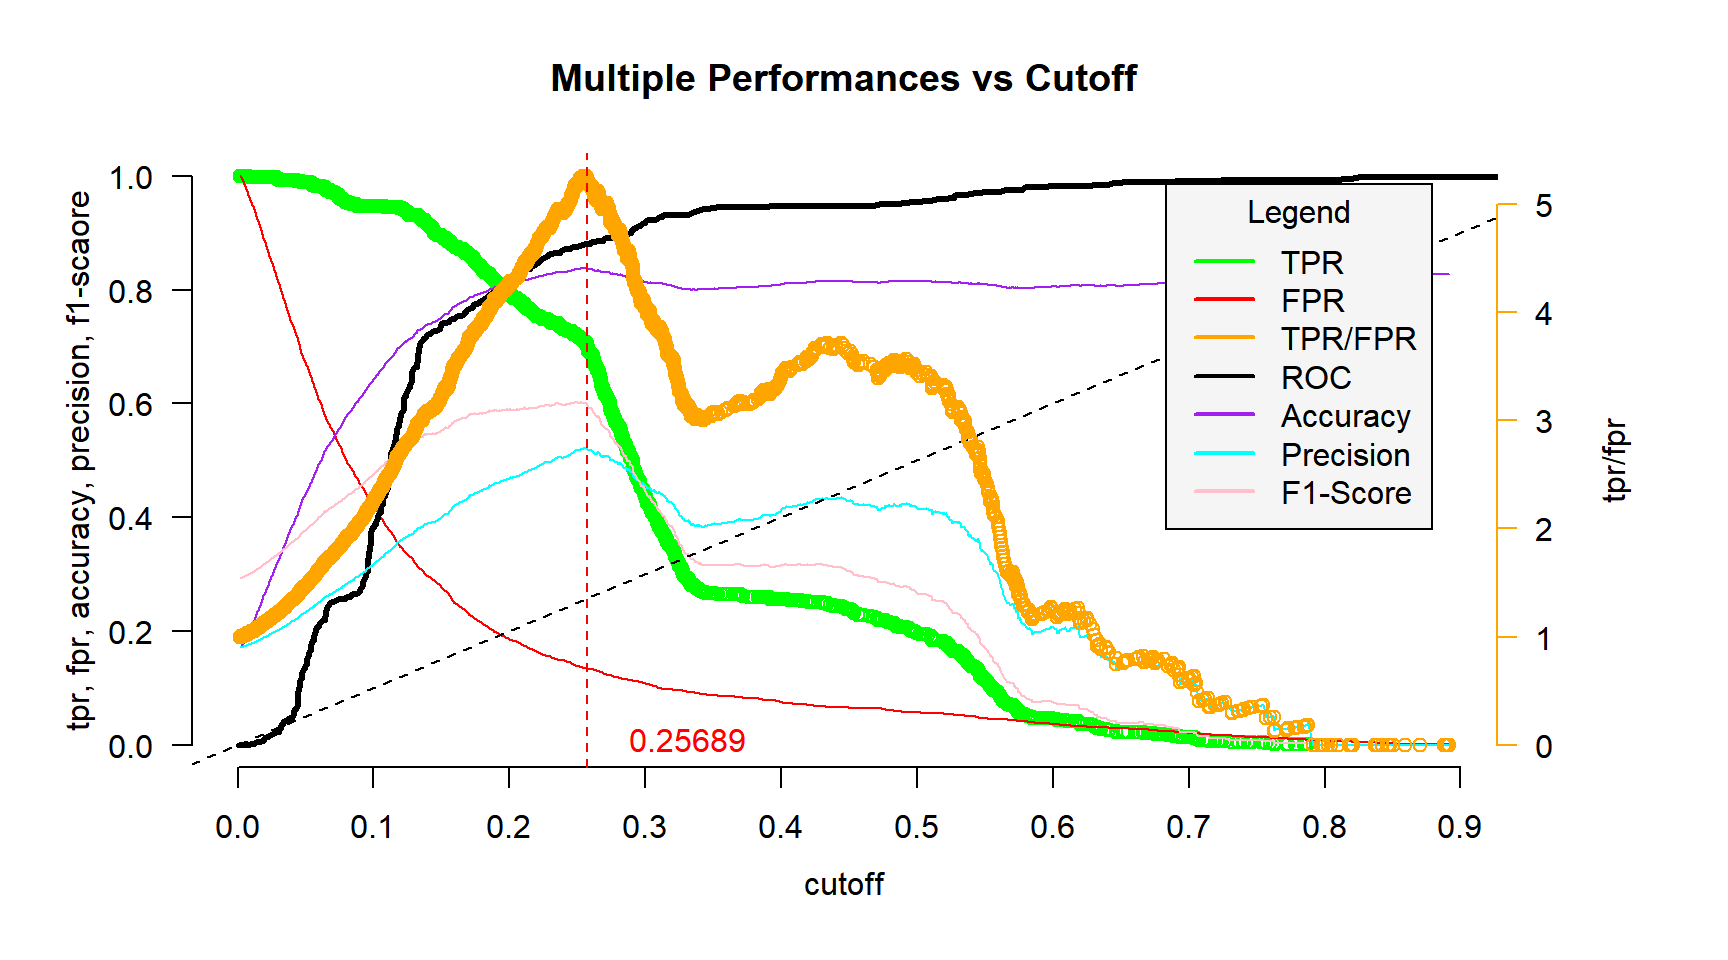 Multiple Performances vs Cutoff
tpr, fpr, accuracy, precision, f1-scaore
1.0
0.8
0.6
0.4
0.2
0.0
Legend
TPR
FPR
TPR/FPR
ROC
Accuracy
Precision
F1-Score
0.25689
5
4
3
2
1
0
tpr/fpr
0.0 0.1 0.2 0.3 0.4 0.5 0.6 0.7 0.8 0.9
cutoff